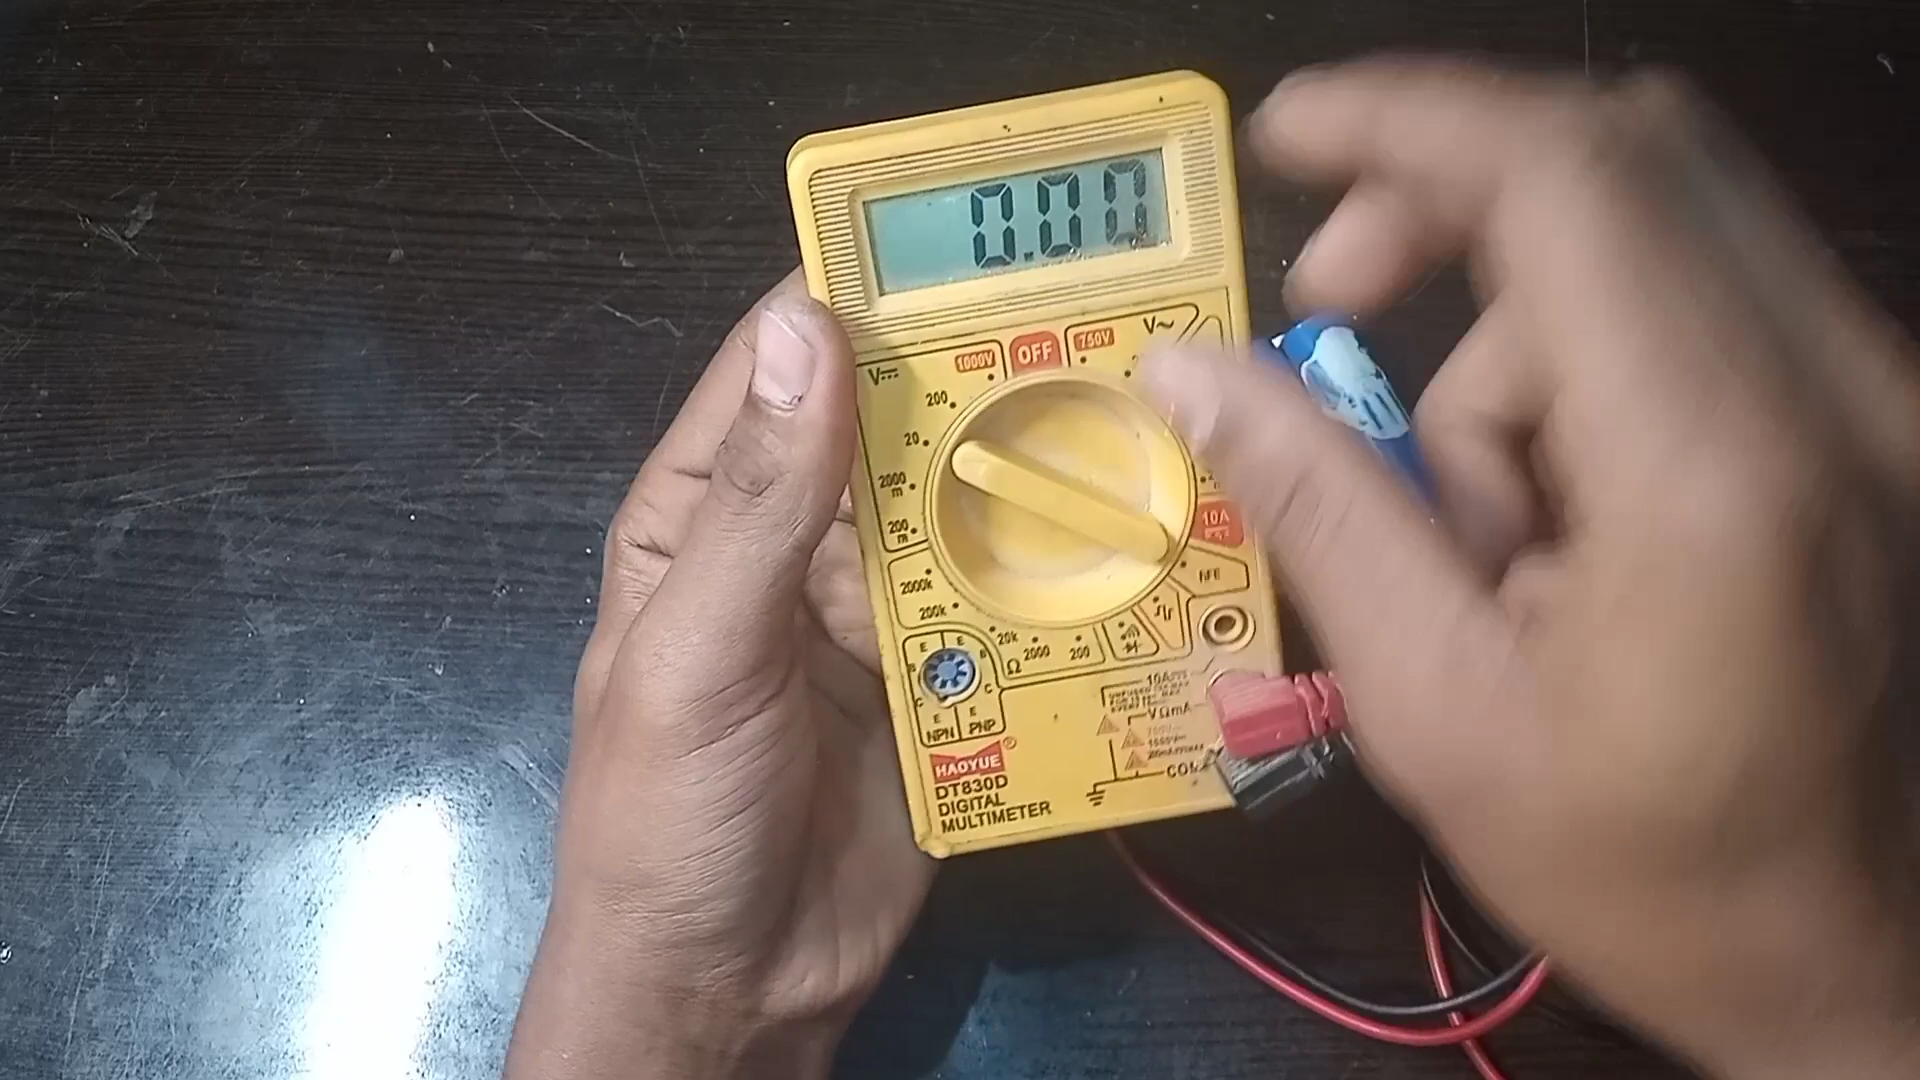 0.00
OFF
1000V
750V
V~
V
200
20
2000
m
200
m
10A
2000k
200k
20k
2000
200
Ω
hFE
E
E
B
B
C
C
E
E
NPN
PNP
10A
VΩmA
COM
HAOYUE®
DT830D
DIGITAL
MULTIMETER